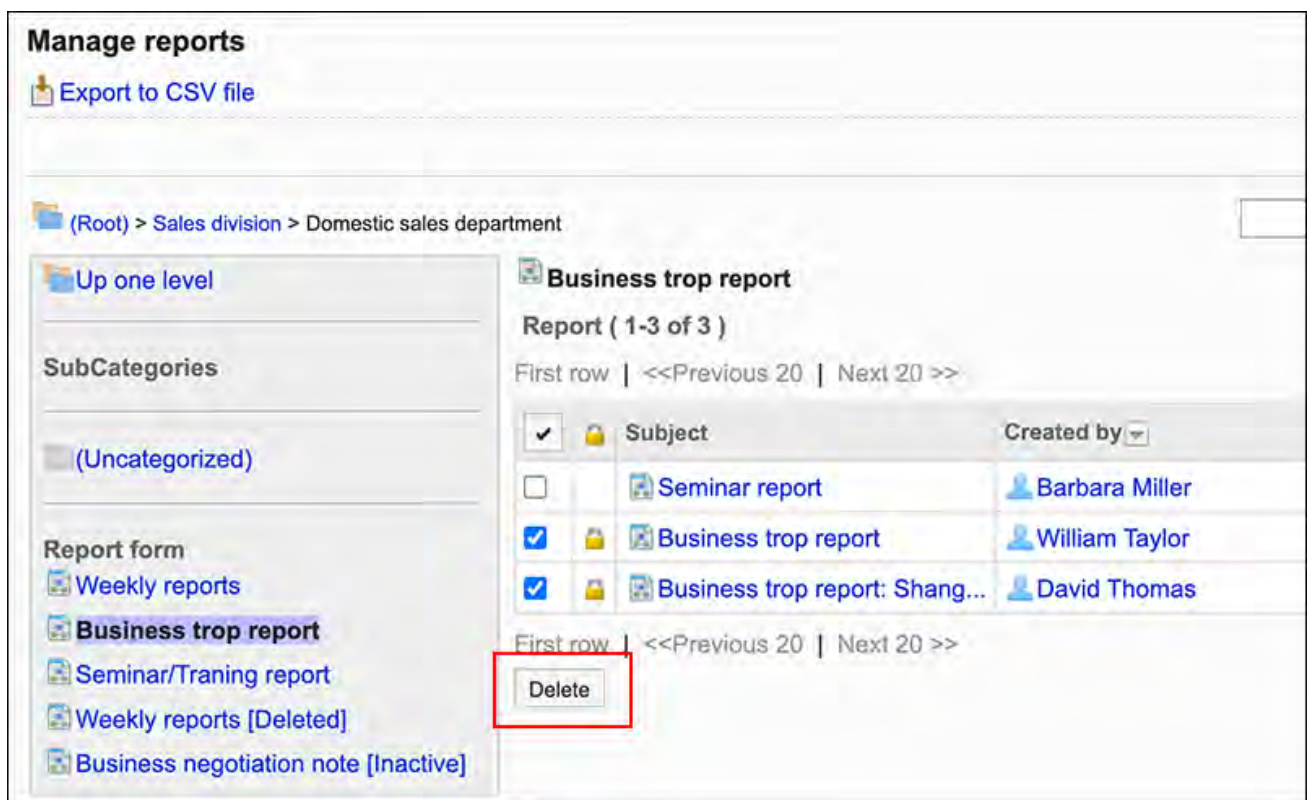 Manage reports
Export to CSV file
(Root) > Sales division > Domestic sales department
Up one level
SubCategories
(Uncategorized)
Report form
Weekly reports
Business trop report
Seminar/Traning report
Weekly reports [Deleted]
Business negotiation note [Inactive]
Business trop report
Report ( 1-3 of 3 )
First row | <<Previous 20 | Next 20 >>
Subject Created by
Seminar report Barbara Miller
Business trop report William Taylor
Business trop report: Shang... David Thomas
First row | <<Previous 20 | Next 20 >>
Delete